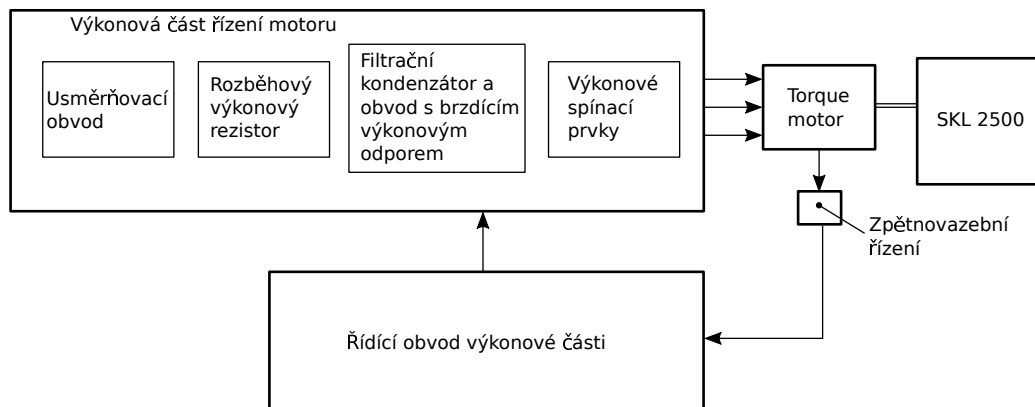 Výkonová část řízení motoru
Usměrňovací
obvod
Rozběhový
výkonový
rezistor
Filtrační
kondenzátor a
obvod s brzdícím
výkonovým
odporem
Výkonové
spínací
prvky
Torque
motor
SKL 2500
Zpětnovazební
řízení
Řídící obvod výkonové části